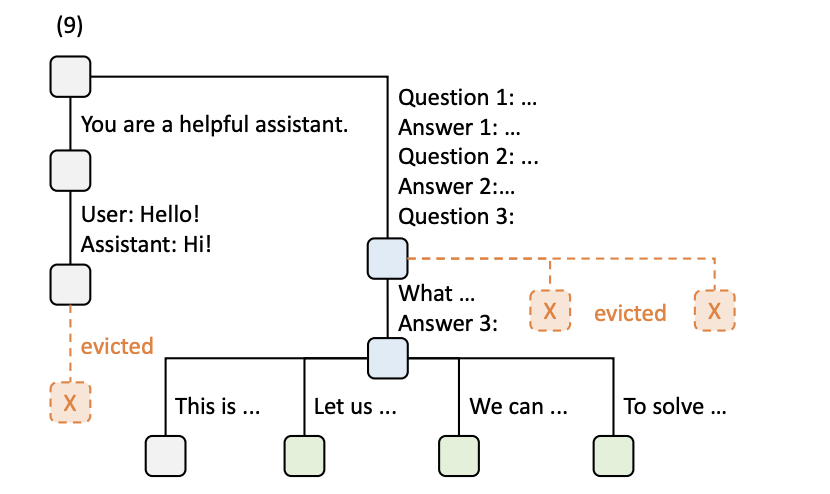 (9)
You are a helpful assistant.
User: Hello!
Assistant: Hi!
evicted
X
Question 1: ...
Answer 1: ...
Question 2: ...
Answer 2:...
Question 3:
What ...
Answer 3:
X
evicted
X
This is ...
Let us ...
We can ...
To solve ...